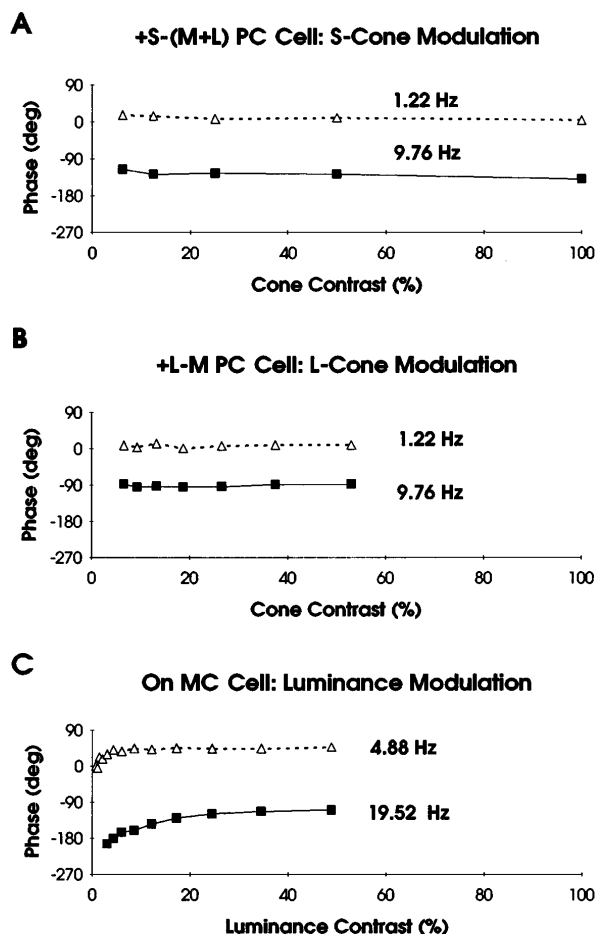 A
+S-(M+L) PC Cell: S-Cone Modulation
90
0
-90
-180
-270
Phase (deg)
1.22 Hz
9.76 Hz
0 20 40 60 80 100
Cone Contrast (%)
B
+L-M PC Cell: L-Cone Modulation
90
0
-90
-180
-270
Phase (deg)
1.22 Hz
9.76 Hz
0 20 40 60 80 100
Cone Contrast (%)
C
On MC Cell: Luminance Modulation
90
0
-90
-180
-270
Phase (deg)
4.88 Hz
19.52 Hz
0 20 40 60 80 100
Luminance Contrast (%)